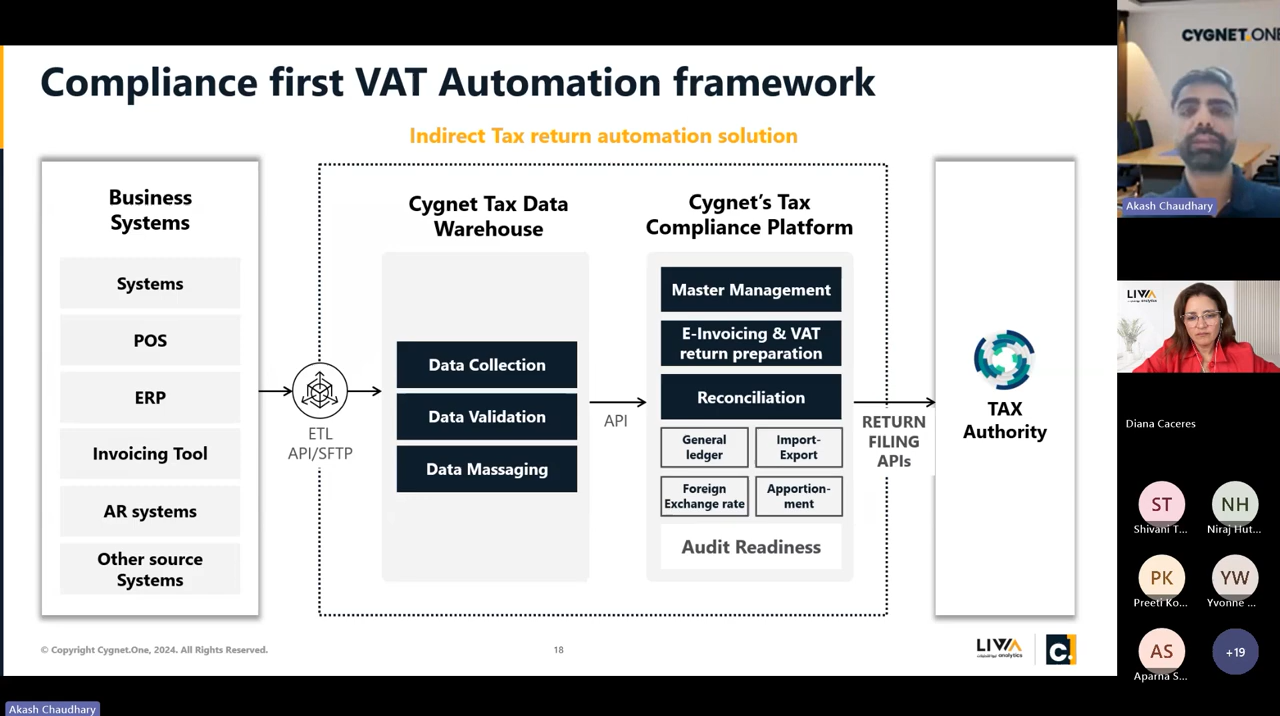 Compliance first VAT Automation framework
Indirect Tax return automation solution
Business
Systems
Systems
POS
ERP
Invoicing Tool
AR systems
Other source
Systems
ETL
API/SFTP
Cygnet Tax Data
Warehouse
Data Collection
Data Validation
Data Massaging
API
Cygnet's Tax
Compliance Platform
Master Management
E-Invoicing & VAT
return preparation
Reconciliation
General
ledger
Import-
Export
Foreign
Exchange rate
Apportion-
ment
Audit Readiness
RETURN
FILING
APIs
TAX
Authority
© Copyright Cygnet.One, 2024. All Rights Reserved.
18
LIWA
analytics
C.
CYGNET.ONE
Akash Chaudhary
LIWA
analytics
Diana Caceres
ST
Shivani T...
NH
Niraj Hut...
PK
Preeti Ko...
YW
Yvonne ...
AS
Aparna S...
+19
Akash Chaudhary